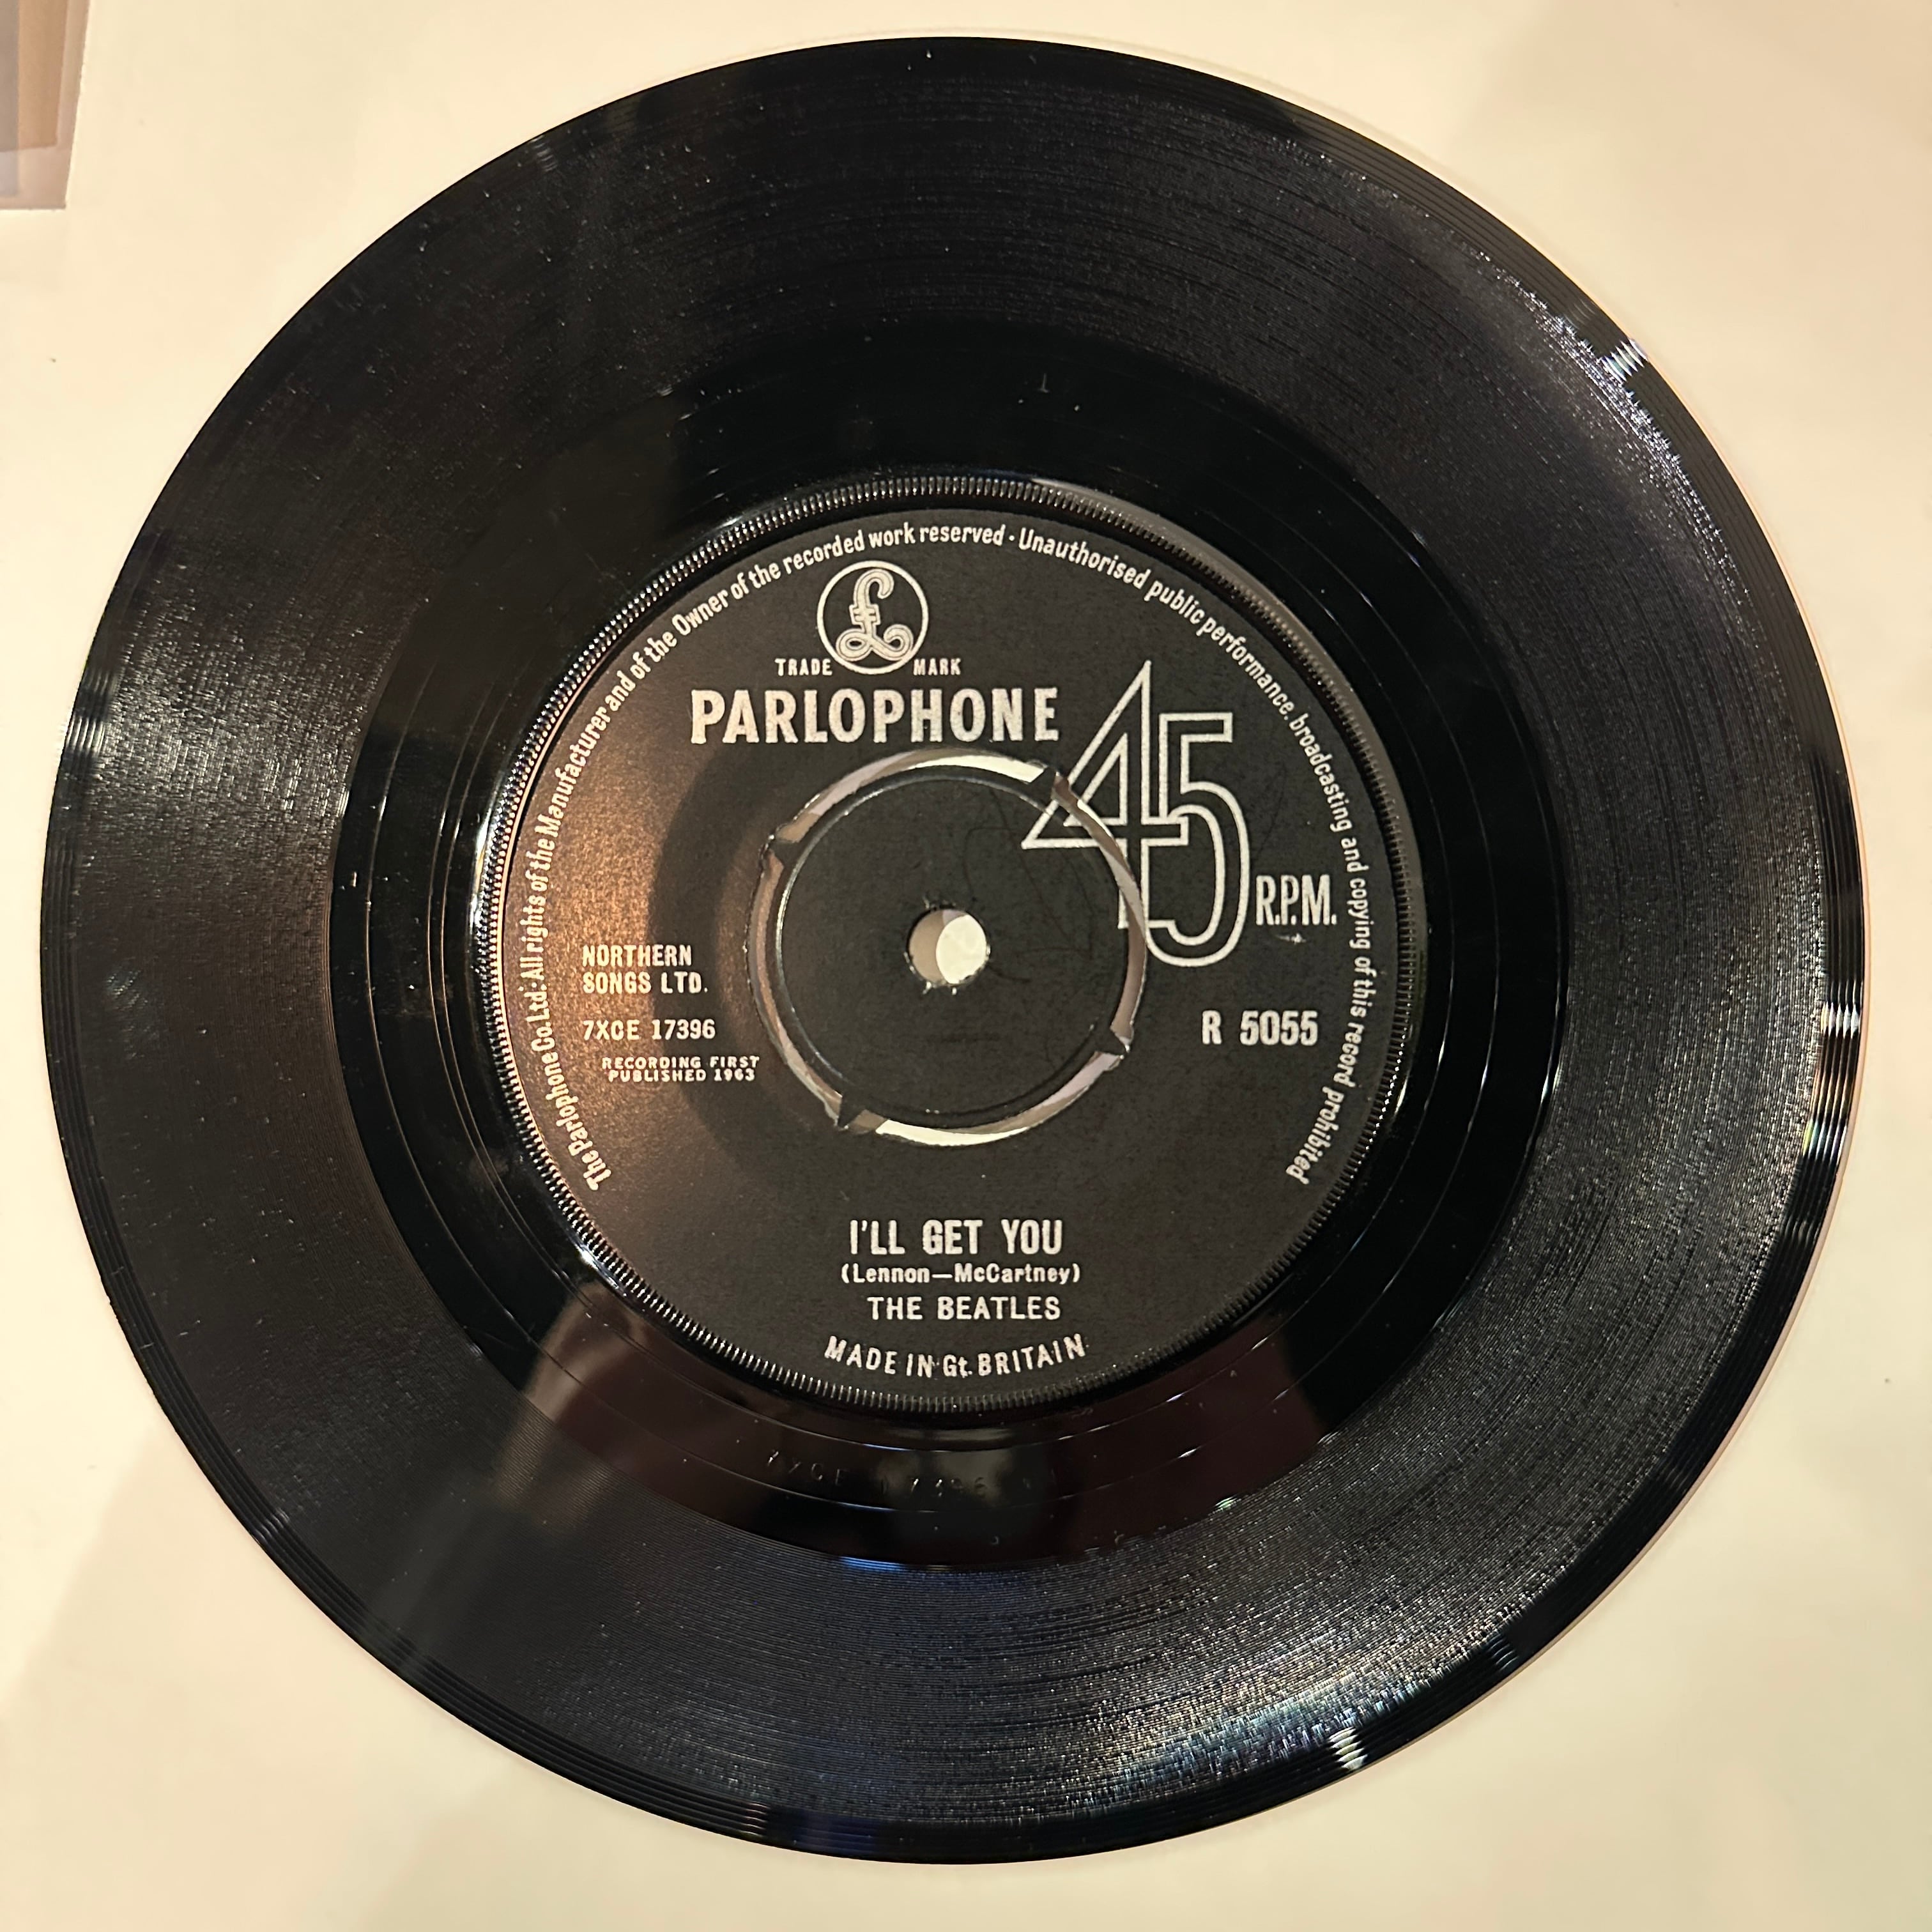 The Parlophone Co. Ltd. All rights of the Manufacturer and of the Owner of the recorded work reserved · Unauthorised public performance, broadcasting and copying of this record prohibited
£
TRADE MARK
PARLOPHONE
45 R.P.M.
NORTHERN
SONGS LTD.
7XCE 17396
RECORDING FIRST
PUBLISHED 1963
R 5055
I'LL GET YOU
(Lennon—McCartney)
THE BEATLES
MADE IN Gt. BRITAIN
7XCE 17396